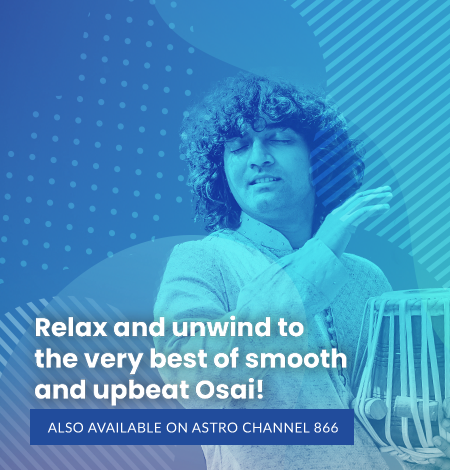 Relax and unwind to
the very best of smooth
and upbeat Osai!
ALSO AVAILABLE ON ASTRO CHANNEL 866